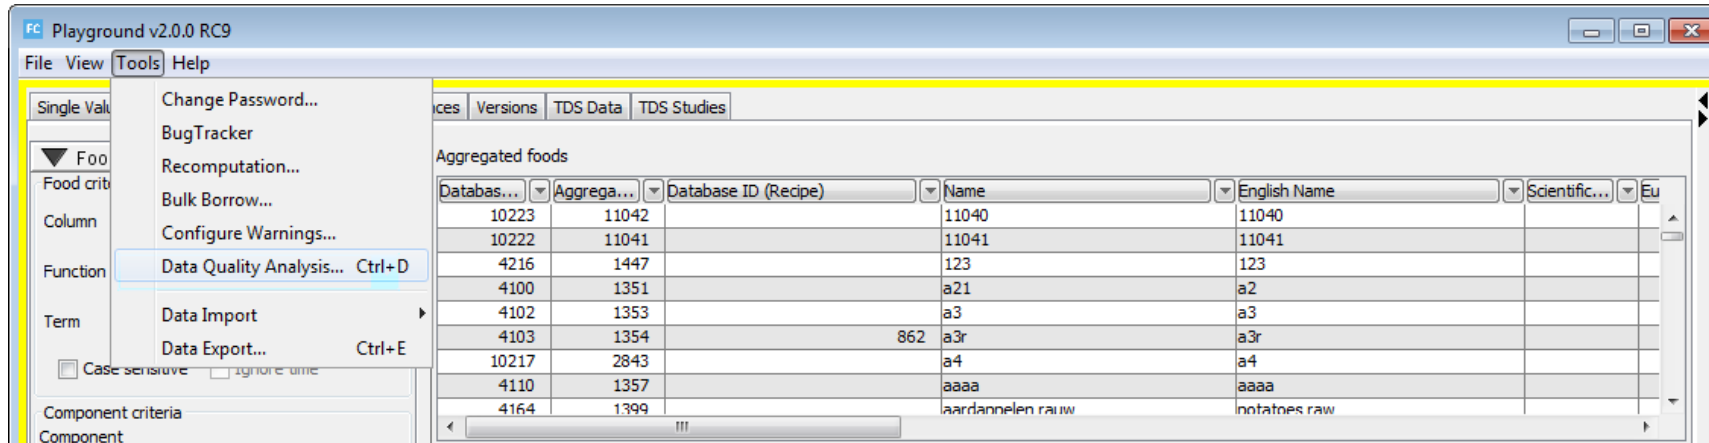 FC Playground v2.0.0 RC9
File View Tools Help
Single Valu
Change Password...
BugTracker
Recomputation...
Bulk Borrow...
Configure Warnings...
Data Quality Analysis... Ctrl+D
Data Import
Data Export... Ctrl+E
ices Versions TDS Data TDS Studies
Foo
Food crite
Column
Function
Term
Case sensitive Ignore time
Component criteria
Component
Aggregated foods
Databas... Aggrega... Database ID (Recipe) Name English Name Scientific... Eu
10223 11042 11040 11040
10222 11041 11041 11041
4216 1447 123 123
4100 1351 a21 a2
4102 1353 a3 a3
4103 1354 862 a3r a3r
10217 2843 a4 a4
4110 1357 aaaa aaaa
4164 1399 aardappelen rauw potatoes raw